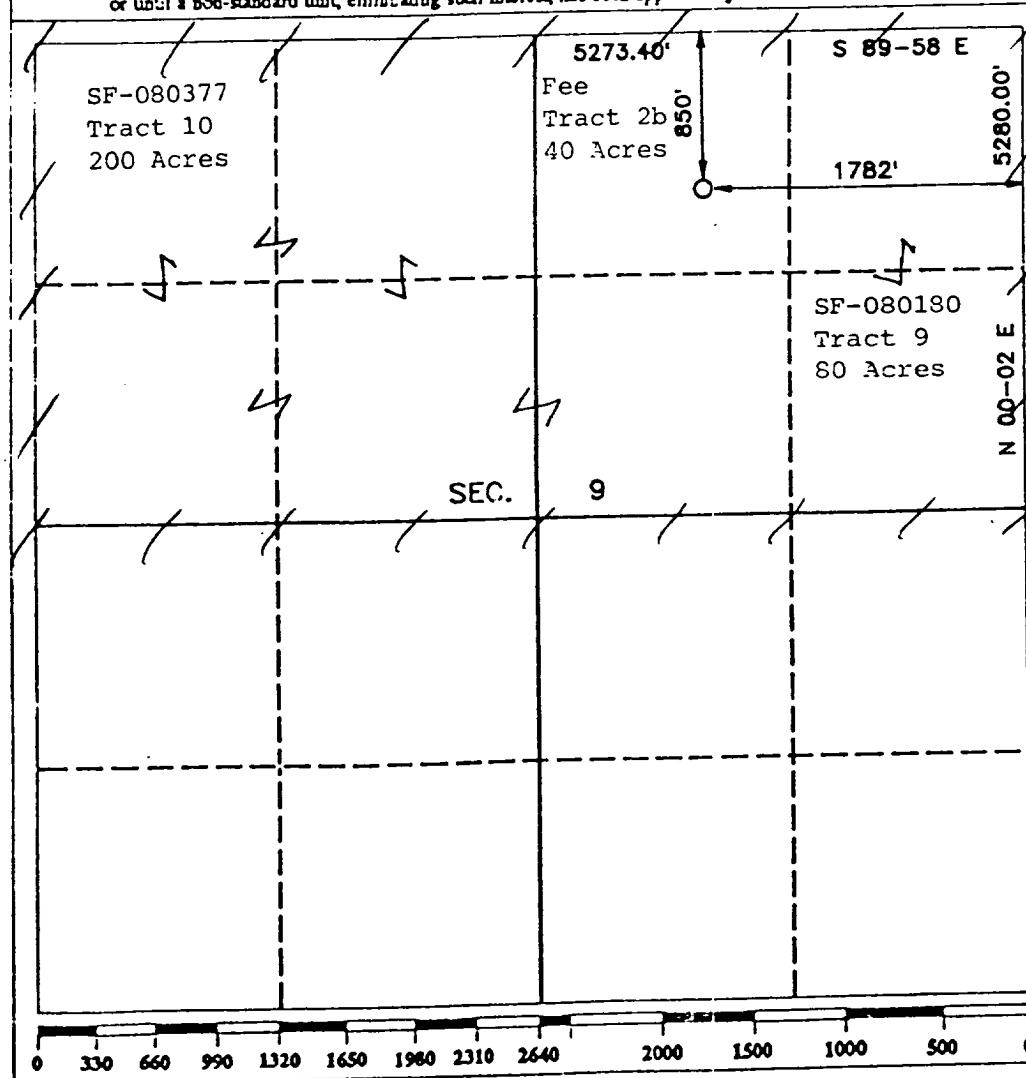 5273.40' S 89-58 E
SF-080377
Tract 10
200 Acres
Fee
Tract 2b
40 Acres
850'
5280.00'
1782'
SF-080180
Tract 9
80 Acres
N 00-02 E
SEC. 9
0 330 660 990 1320 1650 1980 2310 2640 2000 1500 1000 500